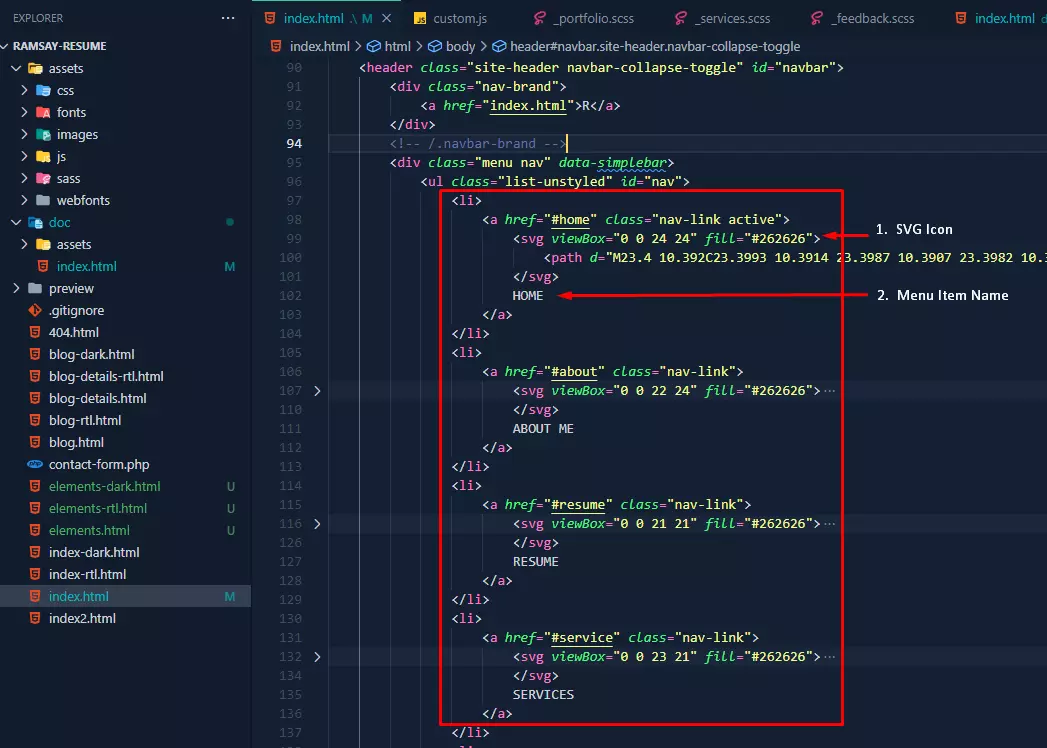 EXPLORER ···
RAMSAY-RESUME
assets
css
fonts
images
js
sass
webfonts
doc
assets
index.html M
preview
.gitignore
404.html
blog-dark.html
blog-details-rtl.html
blog-details.html
blog-rtl.html
blog.html
contact-form.php
elements-dark.html U
elements-rtl.html U
elements.html U
index-dark.html
index-rtl.html
index.html M
index2.html
index.html .\ M custom.js _portfolio.scss _services.scss _feedback.scss index.html d
index.html > html > body > header#navbar.site-header.navbar-collapse-toggle
90 <header class="site-header navbar-collapse-toggle" id="navbar">
91 <div class="nav-brand">
92 <a href="index.html">R</a>
93 </div>
94 <!-- /.navbar-brand -->
95 <div class="menu nav" data-simplebar>
96 <ul class="list-unstyled" id="nav">
97 <li>
98 <a href="#home" class="nav-link active">
99 <svg viewBox="0 0 24 24" fill="#262626">
100 <path d="M23.4 10.392C23.3993 10.3914 23.3987 10.3907 23.3982 10.3
101 </svg>
102 HOME
103 </a>
104 </li>
105 <li>
106 <a href="#about" class="nav-link">
107 <svg viewBox="0 0 22 24" fill="#262626">···
110 </svg>
111 ABOUT ME
112 </a>
113 </li>
114 <li>
115 <a href="#resume" class="nav-link">
116 <svg viewBox="0 0 21 21" fill="#262626">···
126 </svg>
127 RESUME
128 </a>
129 </li>
130 <li>
131 <a href="#service" class="nav-link">
132 <svg viewBox="0 0 23 21" fill="#262626">···
134 </svg>
135 SERVICES
136 </a>
137 </li>
1. SVG Icon
2. Menu Item Name